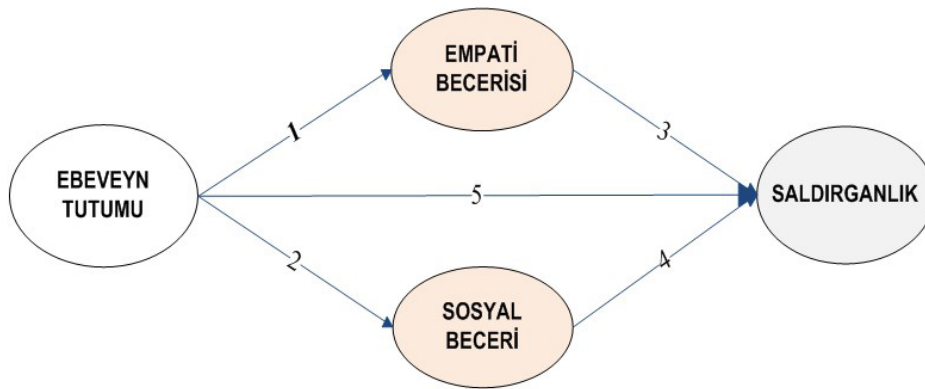 EMPATİ
BECERİSİ
1
3
EBEVEYN
TUTUMU
5
SALDIRGANLIK
2
4
SOSYAL
BECERİ